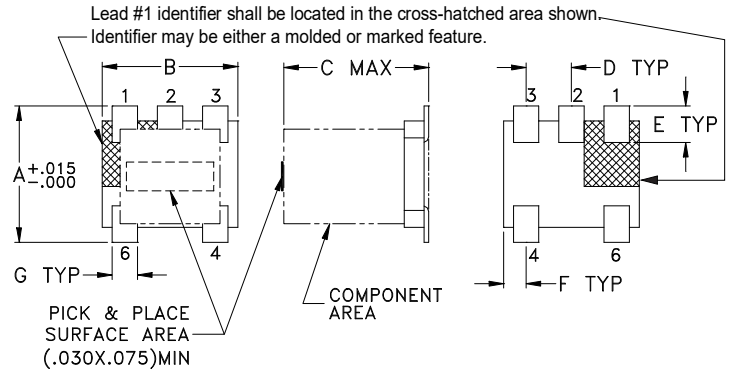 Lead #1 identifier shall be located in the cross-hatched area shown.
Identifier may be either a molded or marked feature.
B
C MAX
D TYP
1 2 3
3 2 1
E TYP
A +.015
-.000
6 4
4 6
G TYP
F TYP
COMPONENT
AREA
PICK & PLACE
SURFACE AREA
(.030X.075)MIN